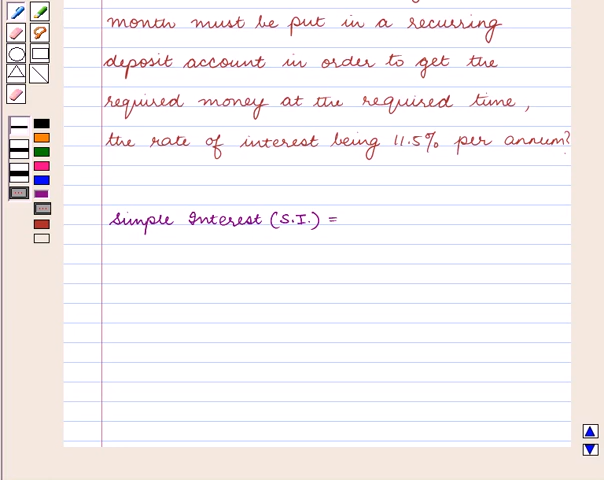 month must be put in a recurring
deposit account in order to get the
required money at the required time,
the rate of interest being 11.5% per annum?
Simple Interest (S.I.) =